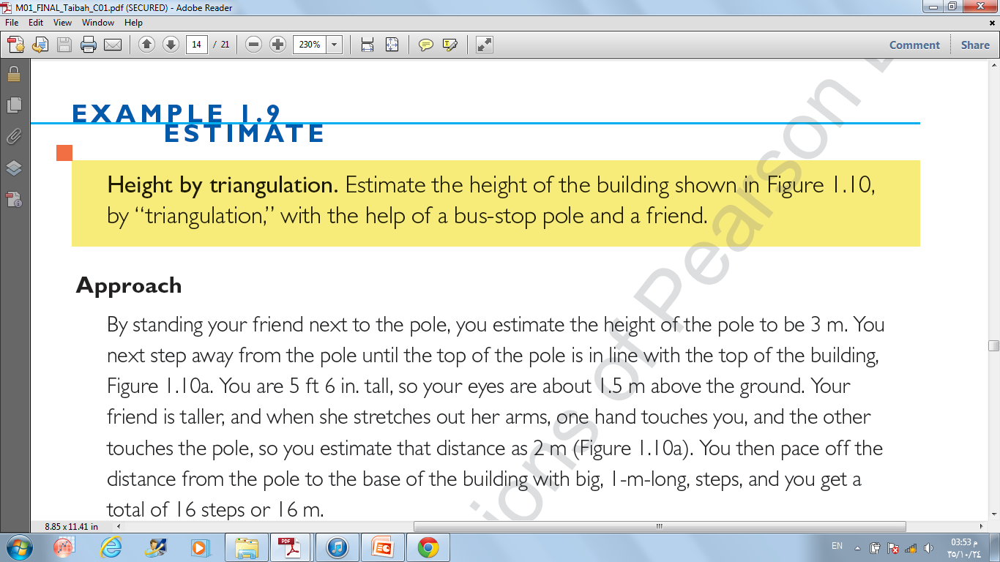 M01_FINAL_Taibah_C01.pdf (SECURED) - Adobe Reader
File Edit View Window Help
14 / 21 230% Comment Share
EXAMPLE 1.9
ESTIMATE
Height by triangulation. Estimate the height of the building shown in Figure 1.10,
by “triangulation,” with the help of a bus-stop pole and a friend.
Approach
By standing your friend next to the pole, you estimate the height of the pole to be 3 m. You
next step away from the pole until the top of the pole is in line with the top of the building,
Figure 1.10a. You are 5 ft 6 in. tall, so your eyes are about 1.5 m above the ground. Your
friend is taller, and when she stretches out her arms, one hand touches you, and the other
touches the pole, so you estimate that distance as 2 m (Figure 1.10a). You then pace off the
distance from the pole to the base of the building with big, 1-m-long, steps, and you get a
total of 16 steps or 16 m.
ions of Pearson
8.85 x 11.41 in
PDF
EN
03:53 م
٣٥/١٠/٢٤